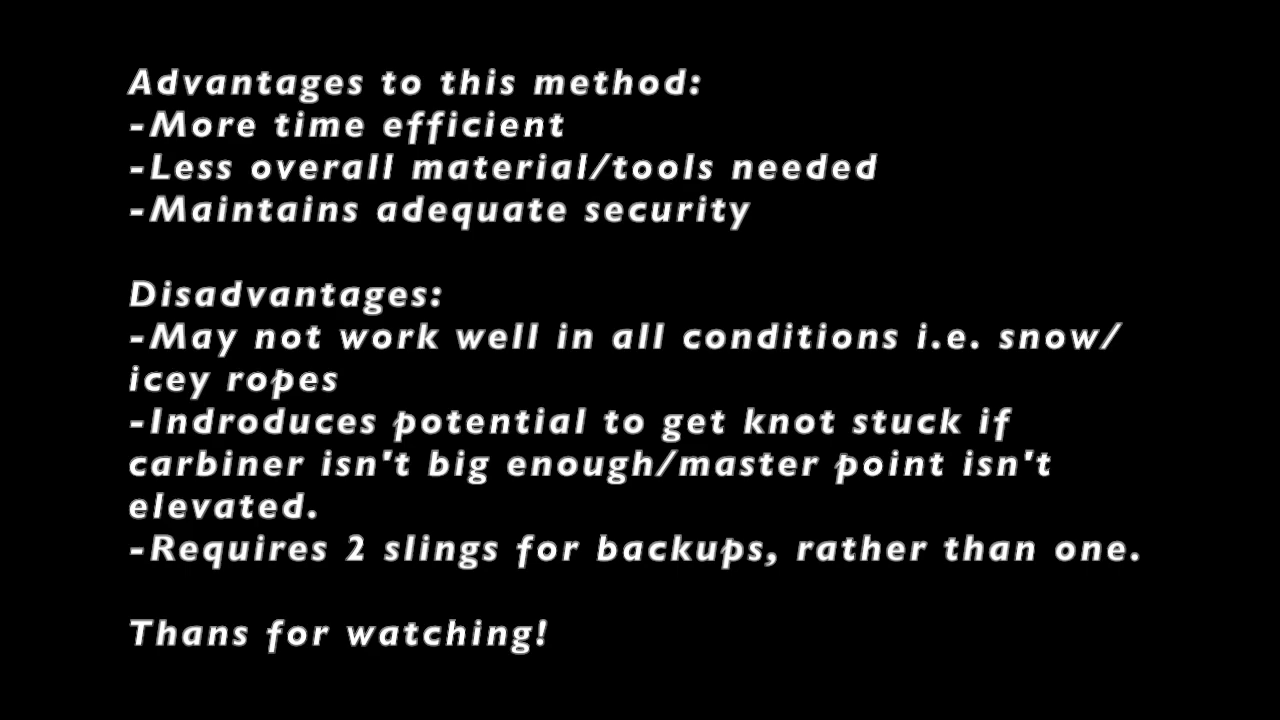 Advantages to this method:
-More time efficient
-Less overall material/tools needed
-Maintains adequate security
Disadvantages:
-May not work well in all conditions i.e. snow/
icey ropes
-Indroduces potential to get knot stuck if
carbiner isn't big enough/master point isn't
elevated.
-Requires 2 slings for backups, rather than one.
Thans for watching!